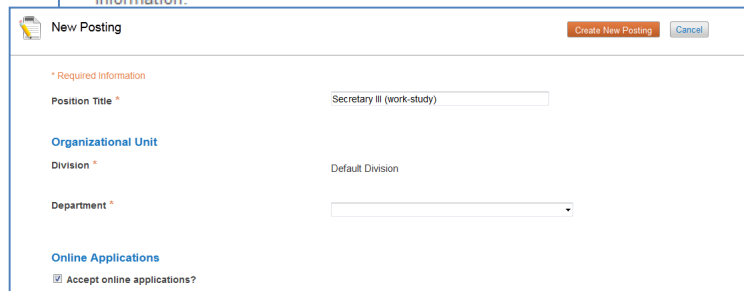 information.
New Posting
Create New Posting
Cancel
* Required Information
Position Title *
Secretary III (work-study)
Organizational Unit
Division *
Default Division
Department *
Online Applications
Accept online applications?